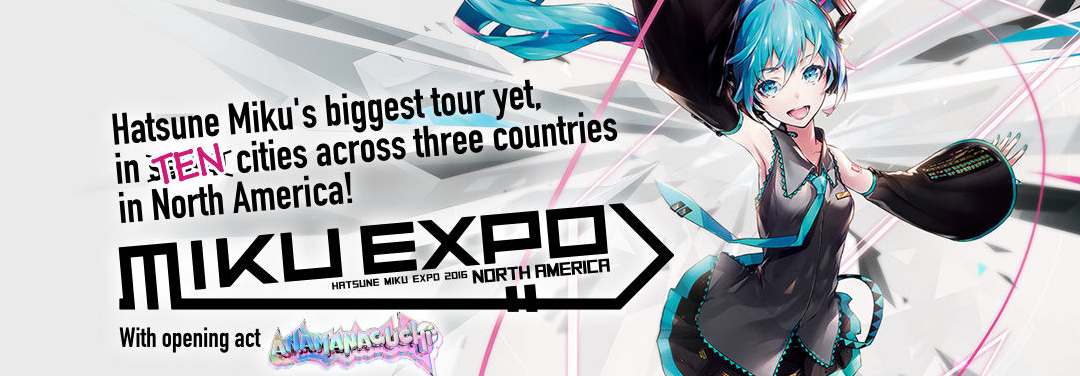 Hatsune Miku's biggest tour yet,
in TEN cities across three countries
in North America!
MIKU EXPO
HATSUNE MIKU EXPO 2016 NORTH AMERICA
With opening act ANAMANAGUCHI